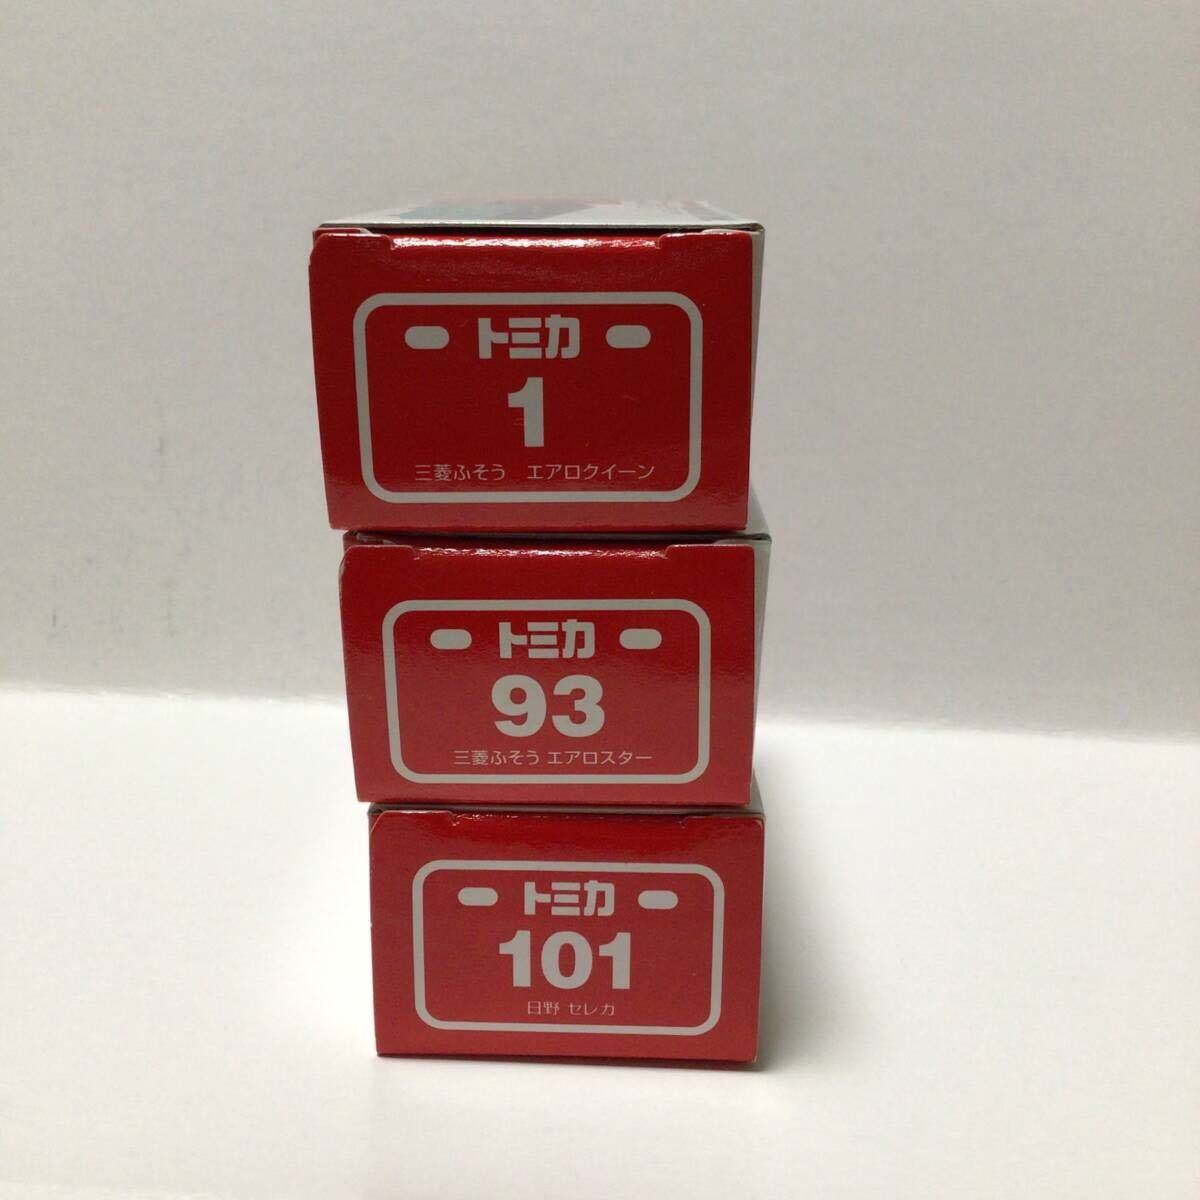 トミカ
1
三菱ふそう　エアロクイーン
トミカ
93
三菱ふそう エアロスター
トミカ
101
日野 セレガ